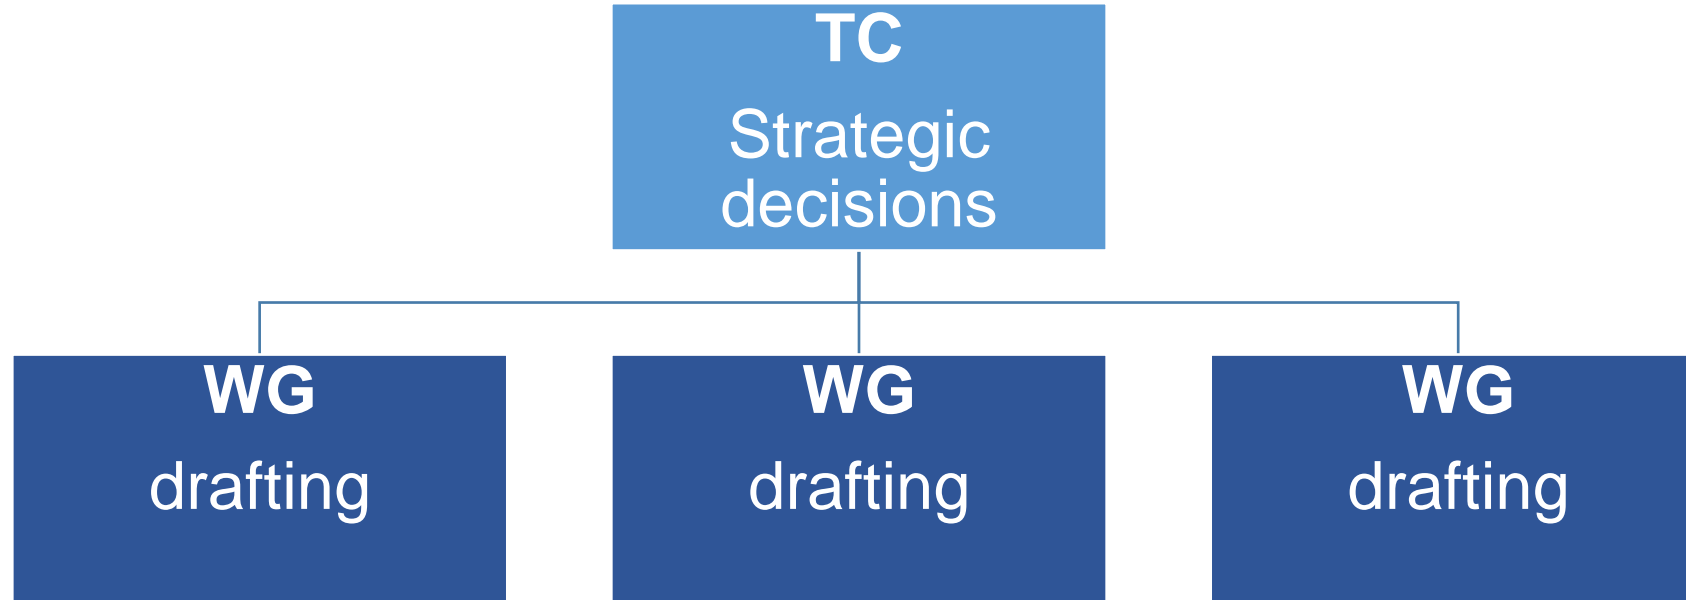 TC
Strategic
decisions
WG
drafting
WG
drafting
WG
drafting